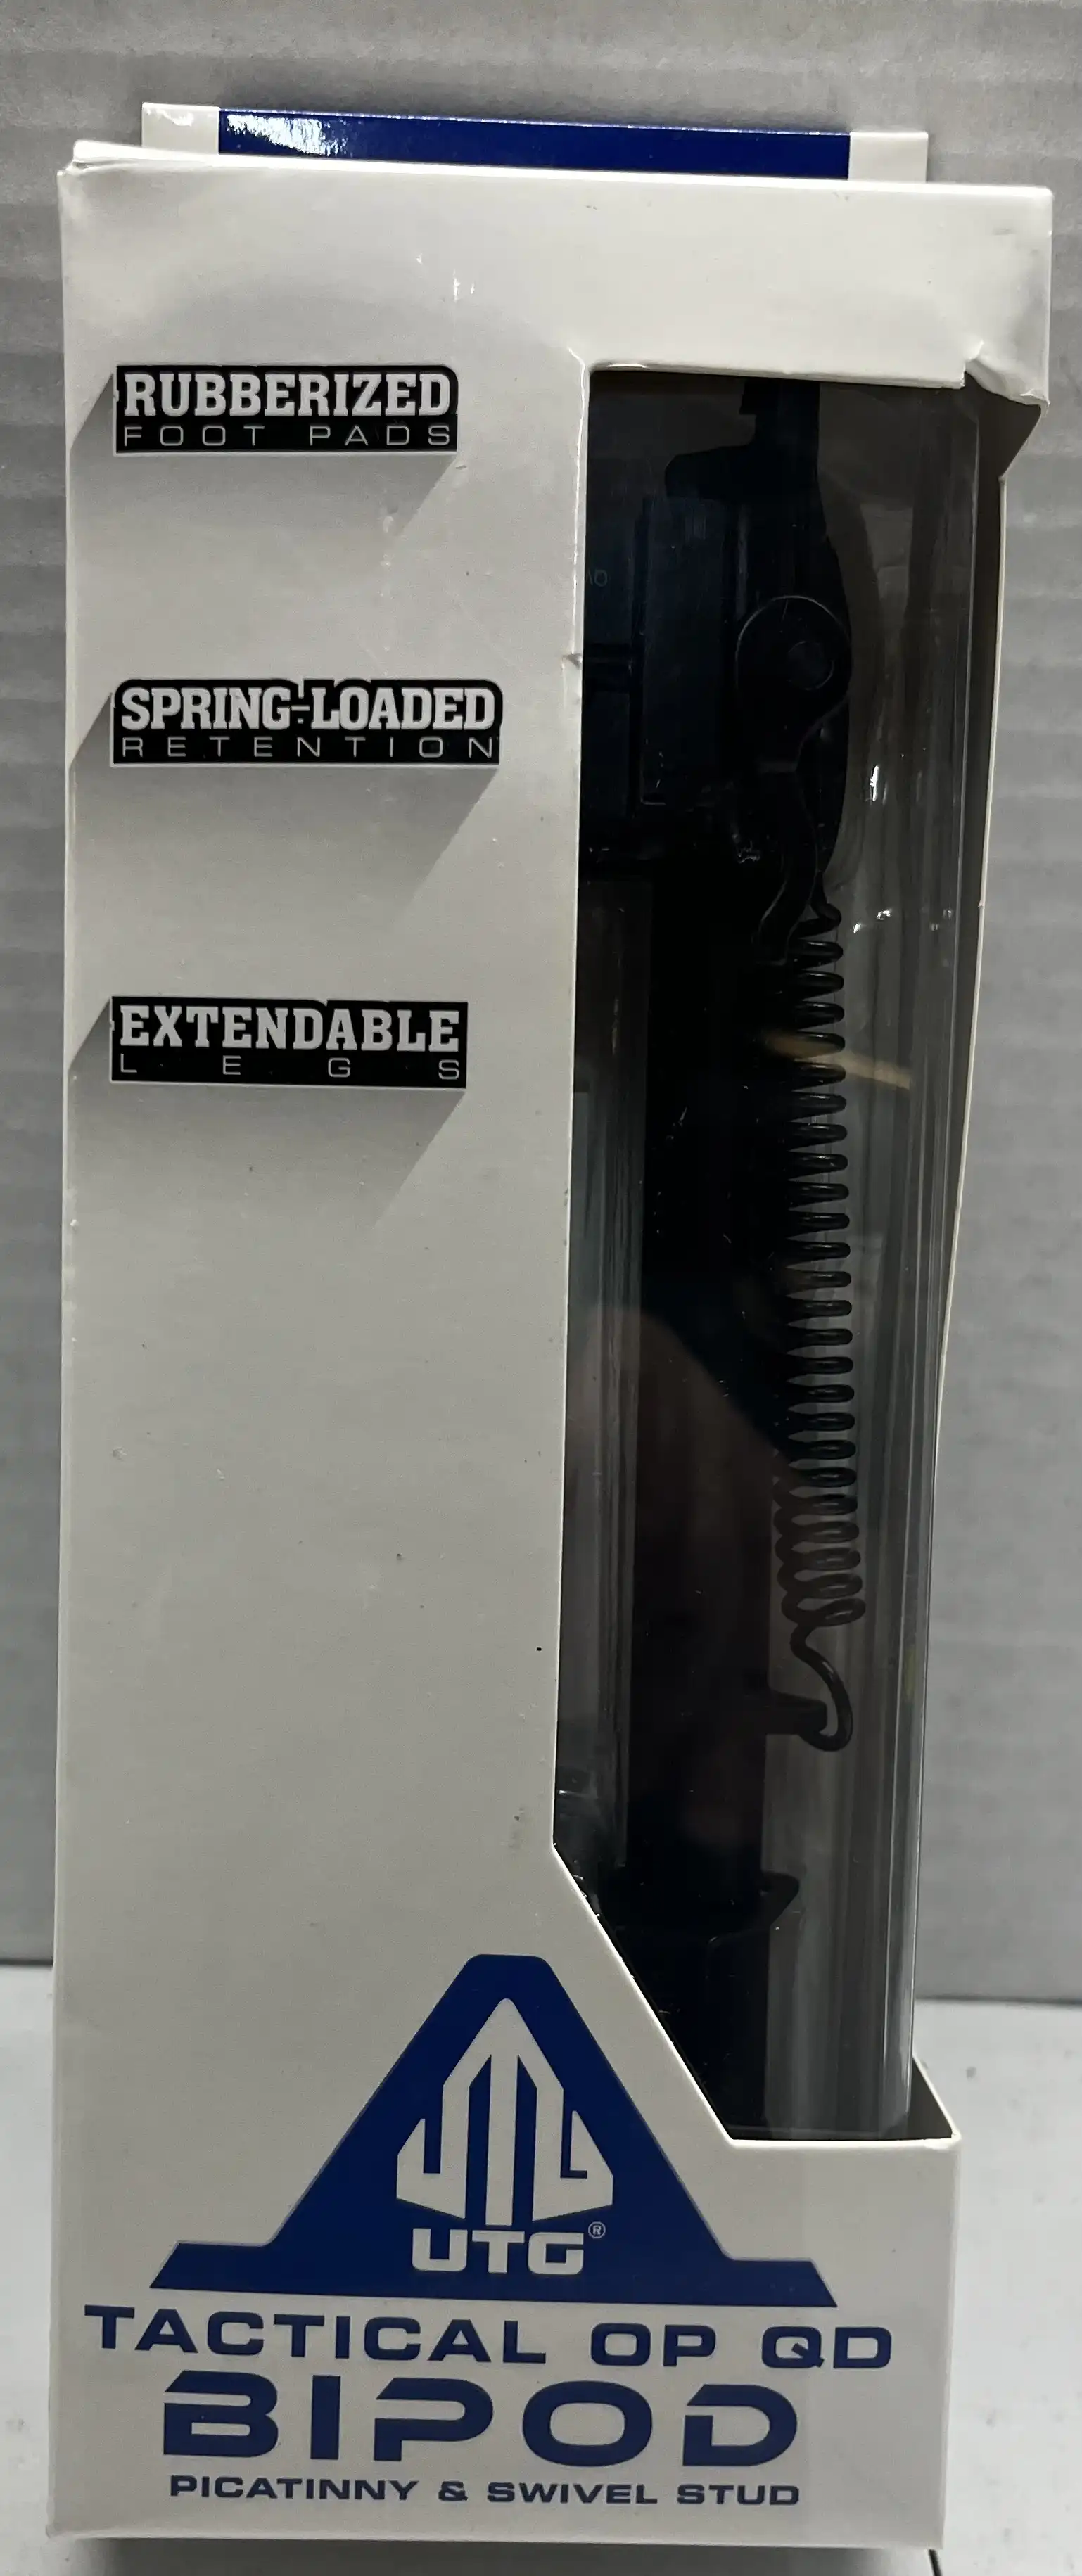 RUBBERIZED
FOOT PADS
SPRING-LOADED
RETENTION
EXTENDABLE
LEGS
UTG®
TACTICAL OP QD
BIPOD
PICATINNY & SWIVEL STUD